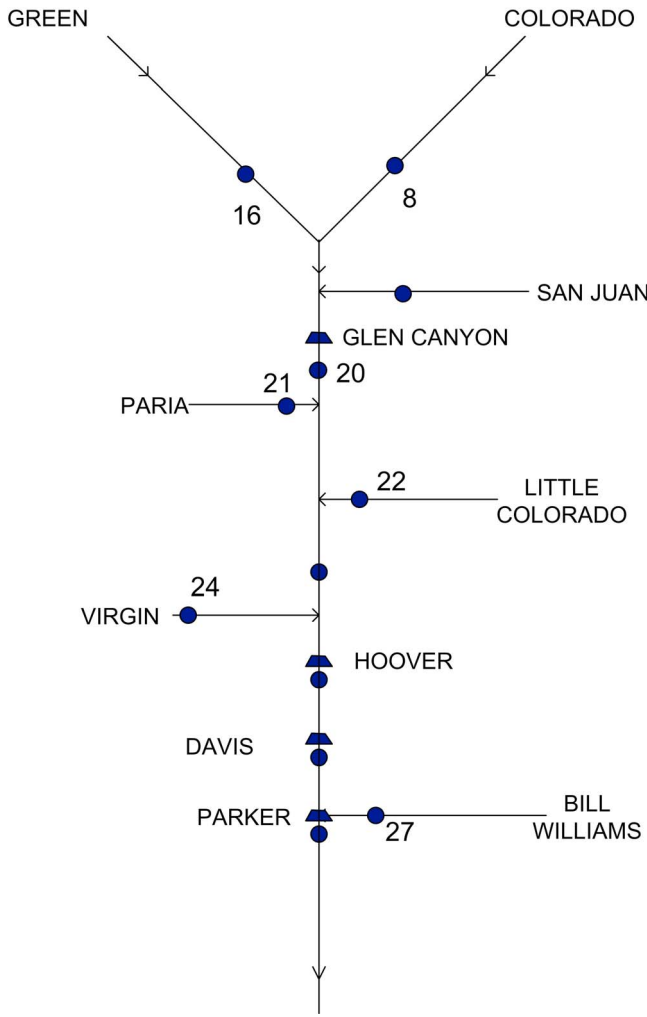 GREEN
COLORADO
16
8
SAN JUAN
GLEN CANYON
20
21
PARIA
22
LITTLE
COLORADO
24
VIRGIN
HOOVER
DAVIS
PARKER
27
BILL
WILLIAMS